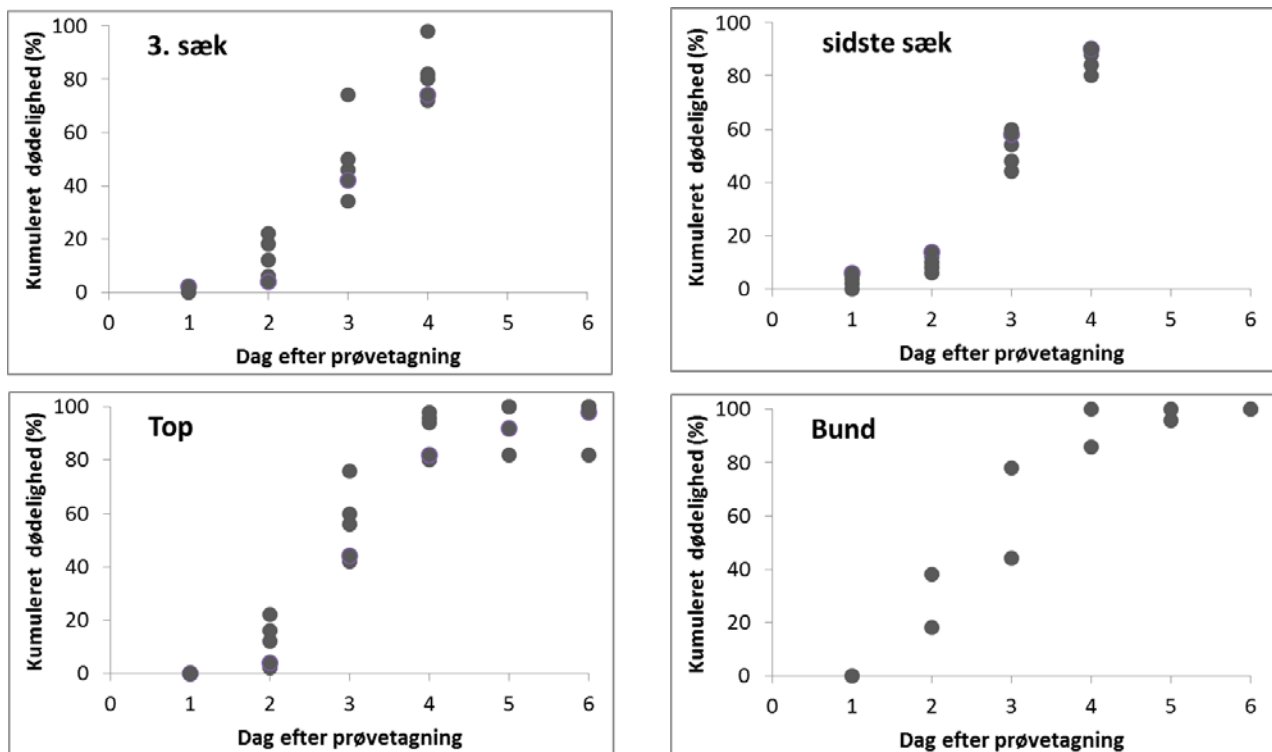 3. sæk
Kumuleret dødelighed (%)
100
80
60
40
20
0
0 1 2 3 4 5 6
Dag efter prøvetagning
sidste sæk
Kumuleret dødelighed (%)
100
80
60
40
20
0
0 1 2 3 4 5 6
Dag efter prøvetagning
Top
Kumuleret dødelighed (%)
100
80
60
40
20
0
0 1 2 3 4 5 6
Dag efter prøvetagning
Bund
Kumuleret dødelighed (%)
100
80
60
40
20
0
0 1 2 3 4 5 6
Dag efter prøvetagning